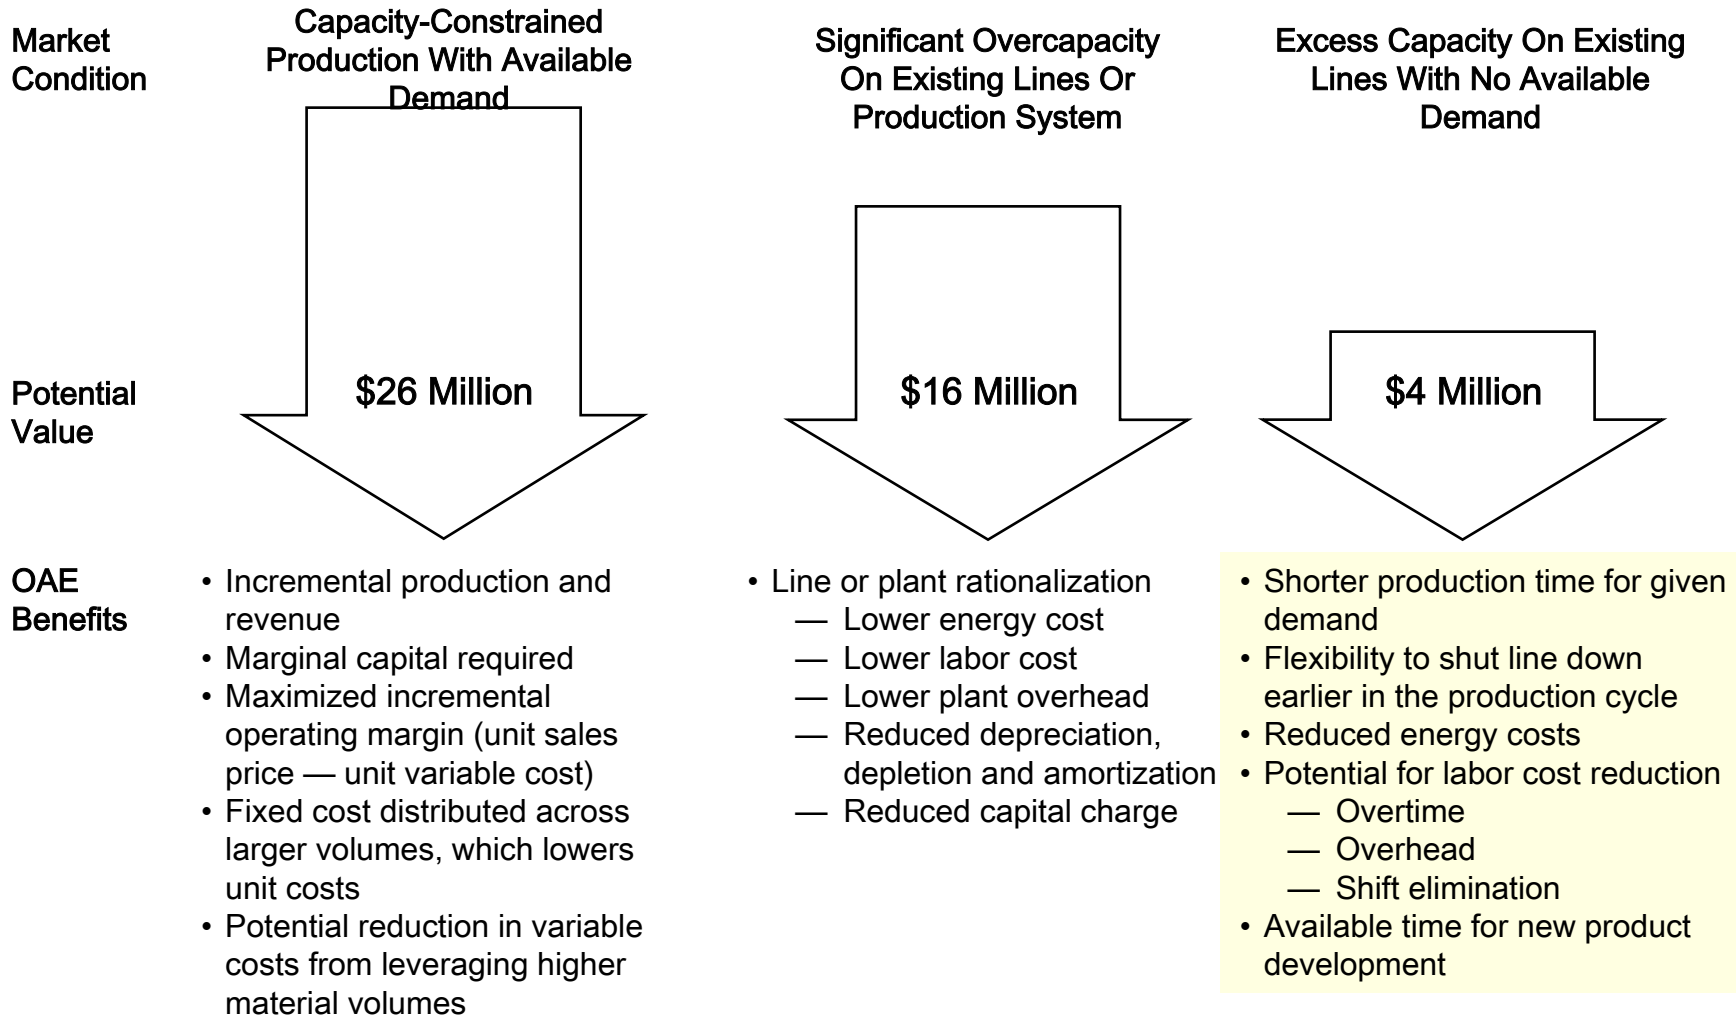 Market
Condition
Capacity-Constrained
Production With Available
Demand
Significant Overcapacity
On Existing Lines Or
Production System
Excess Capacity On Existing
Lines With No Available
Demand
Potential
Value
$26 Million
$16 Million
$4 Million
OAE
Benefits
• Incremental production and
revenue
• Marginal capital required
• Maximized incremental
operating margin (unit sales
price — unit variable cost)
• Fixed cost distributed across
larger volumes, which lowers
unit costs
• Potential reduction in variable
costs from leveraging higher
material volumes
• Line or plant rationalization
— Lower energy cost
— Lower labor cost
— Lower plant overhead
— Reduced depreciation,
depletion and amortization
— Reduced capital charge
• Shorter production time for given
demand
• Flexibility to shut line down
earlier in the production cycle
• Reduced energy costs
• Potential for labor cost reduction
— Overtime
— Overhead
— Shift elimination
• Available time for new product
development